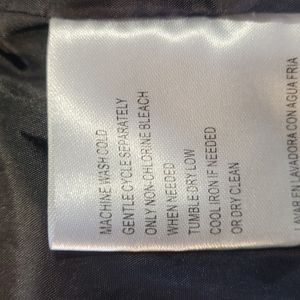 MACHINE WASH COLD
GENTLE CYCLE SEPARATELY
ONLY NON-CHLORINE BLEACH
WHEN NEEDED
TUMBLE DRY LOW
COOL IRON IF NEEDED
OR DRY CLEAN
EN LAVADORA CON AGUA FRIA